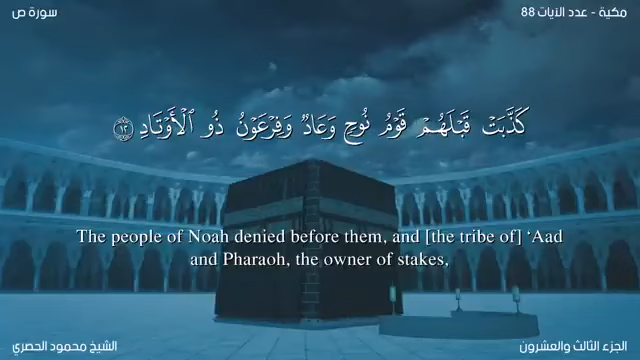 مكية - عدد الآيات 88
سورة ص
كَذَّبَتْ قَبْلَهُمْ قَوْمُ نُوحٍ وَعَادٌ وَفِرْعَوْنُ ذُو الْأَوْتَادِ ١٢
The people of Noah denied before them, and [the tribe of] ‘Aad
and Pharaoh, the owner of stakes,
الجزء الثالث والعشرون
الشيخ محمود الحصري